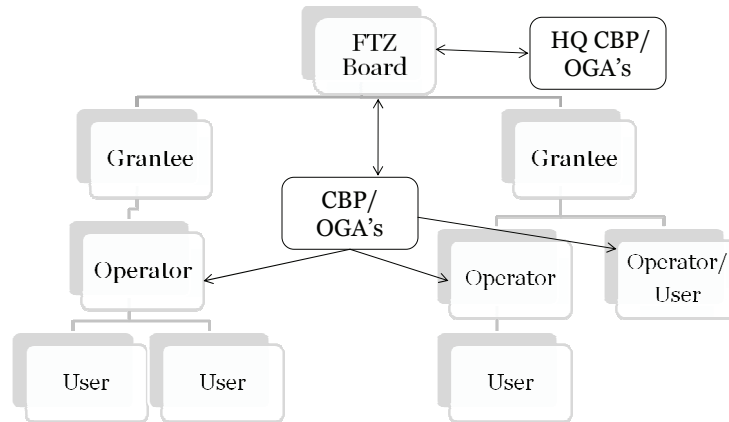 FTZ
Board
HQ CBP/
OGA's
Grantee
Grantee
CBP/
OGA's
Operator
Operator
Operator/
User
User
User
User